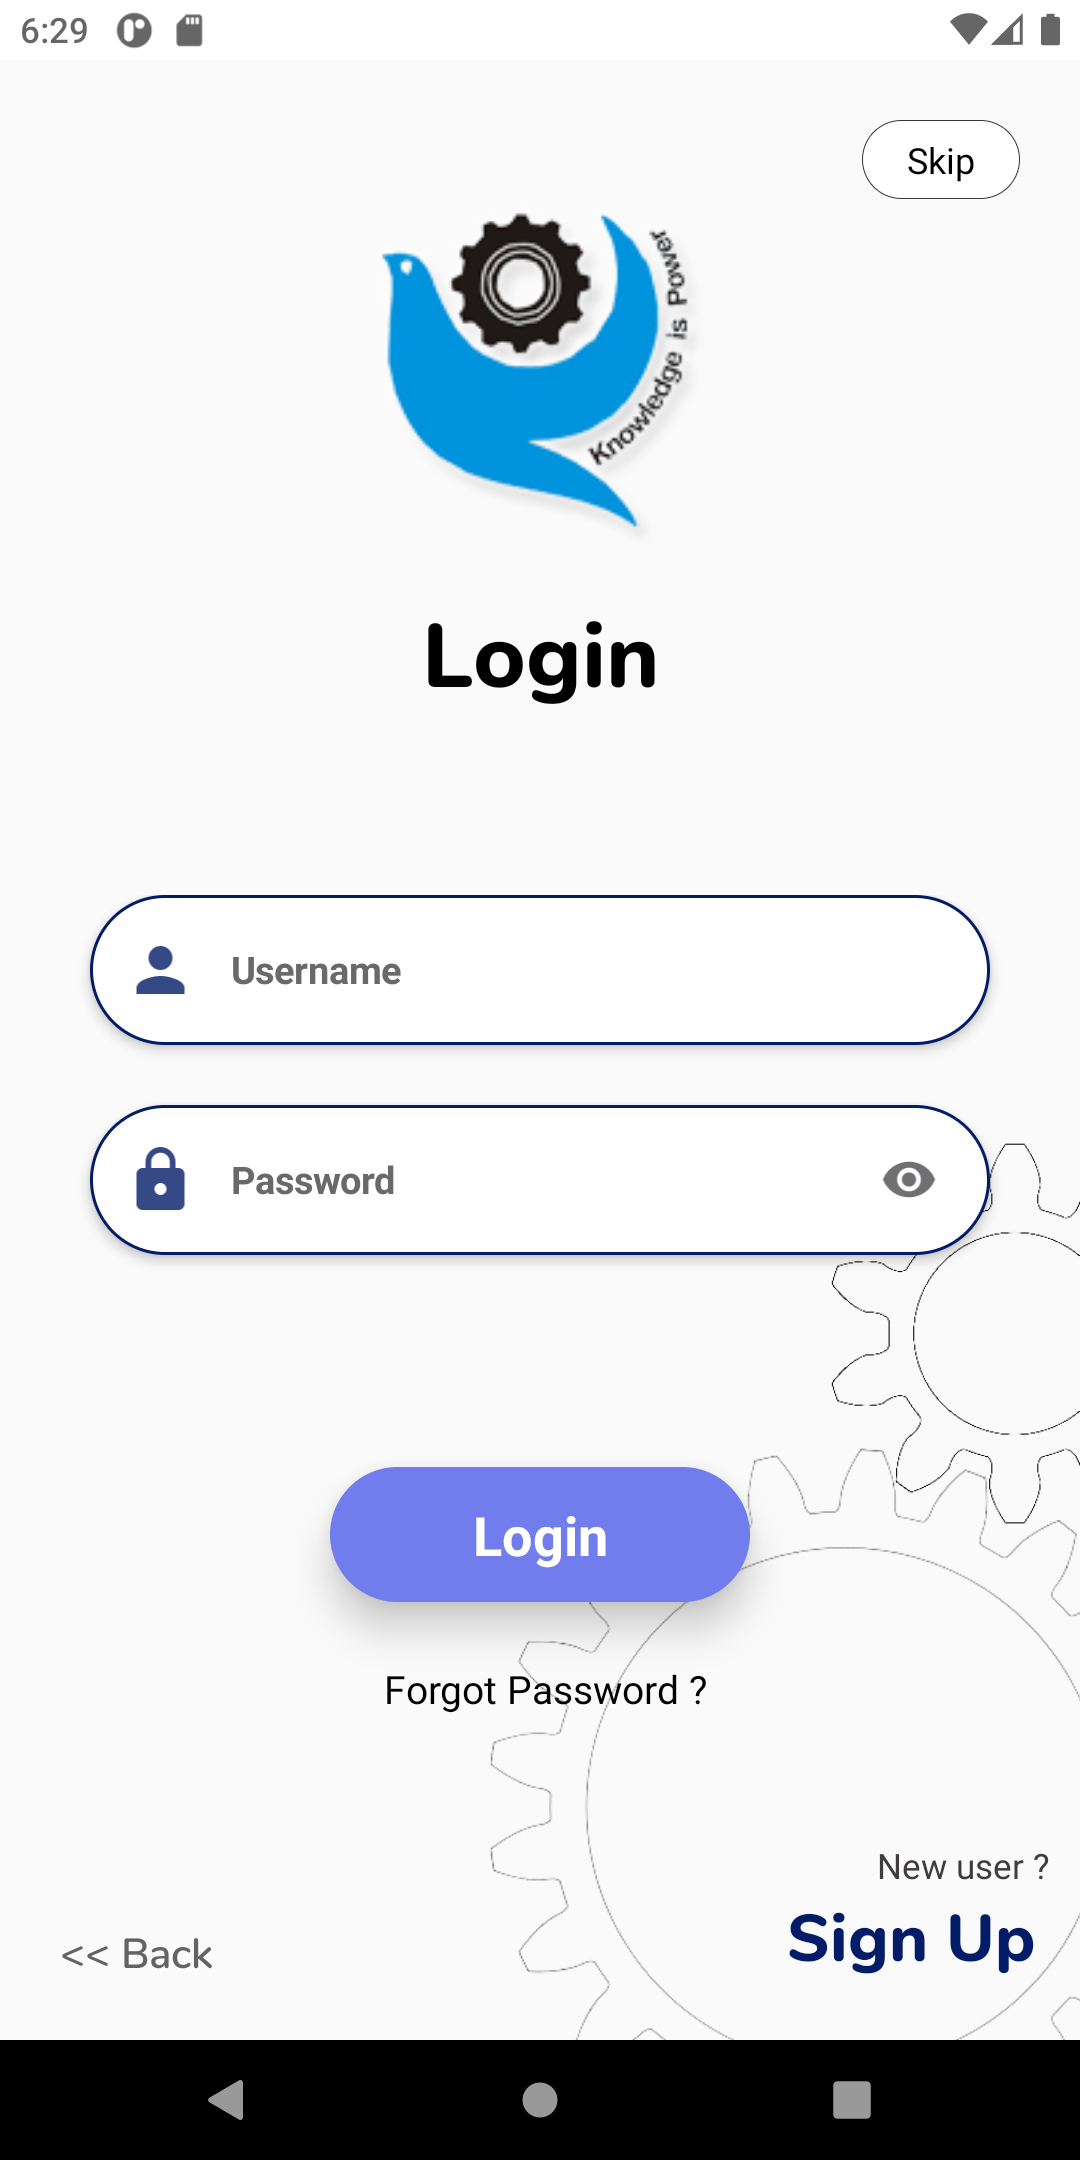 6:29
Skip
Knowledge is Power
Login
Username
Password
Login
Forgot Password ?
New user ?
Sign Up
<< Back